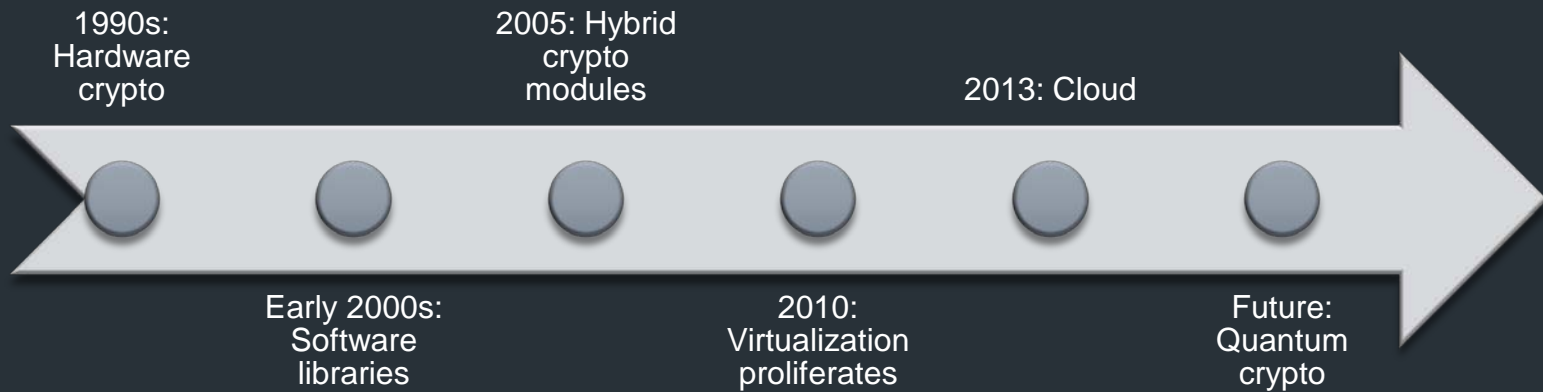 1990s:
Hardware
crypto
Early 2000s:
Software
libraries
2005: Hybrid
crypto
modules
2010:
Virtualization
proliferates
2013: Cloud
Future:
Quantum
crypto